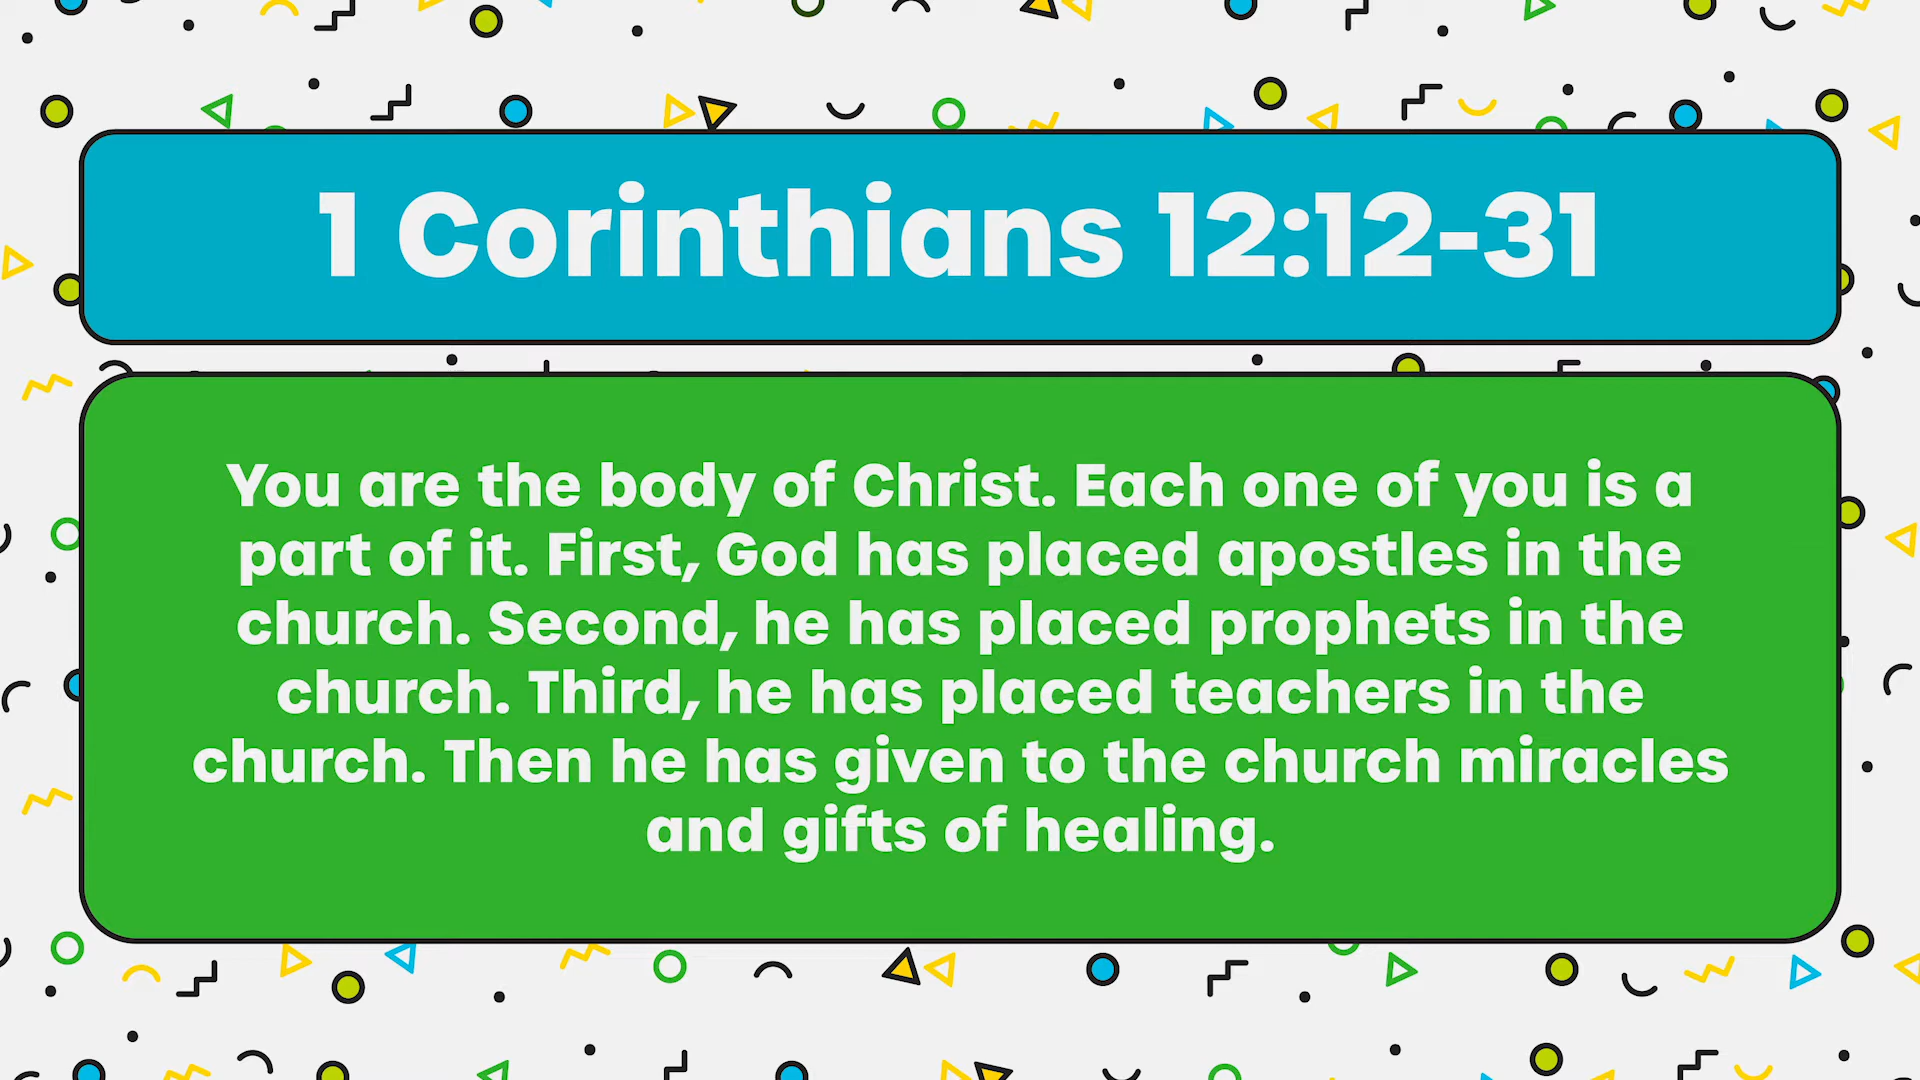 1 Corinthians 12:12-31
You are the body of Christ. Each one of you is a
part of it. First, God has placed apostles in the
church. Second, he has placed prophets in the
church. Third, he has placed teachers in the
church. Then he has given to the church miracles
and gifts of healing.